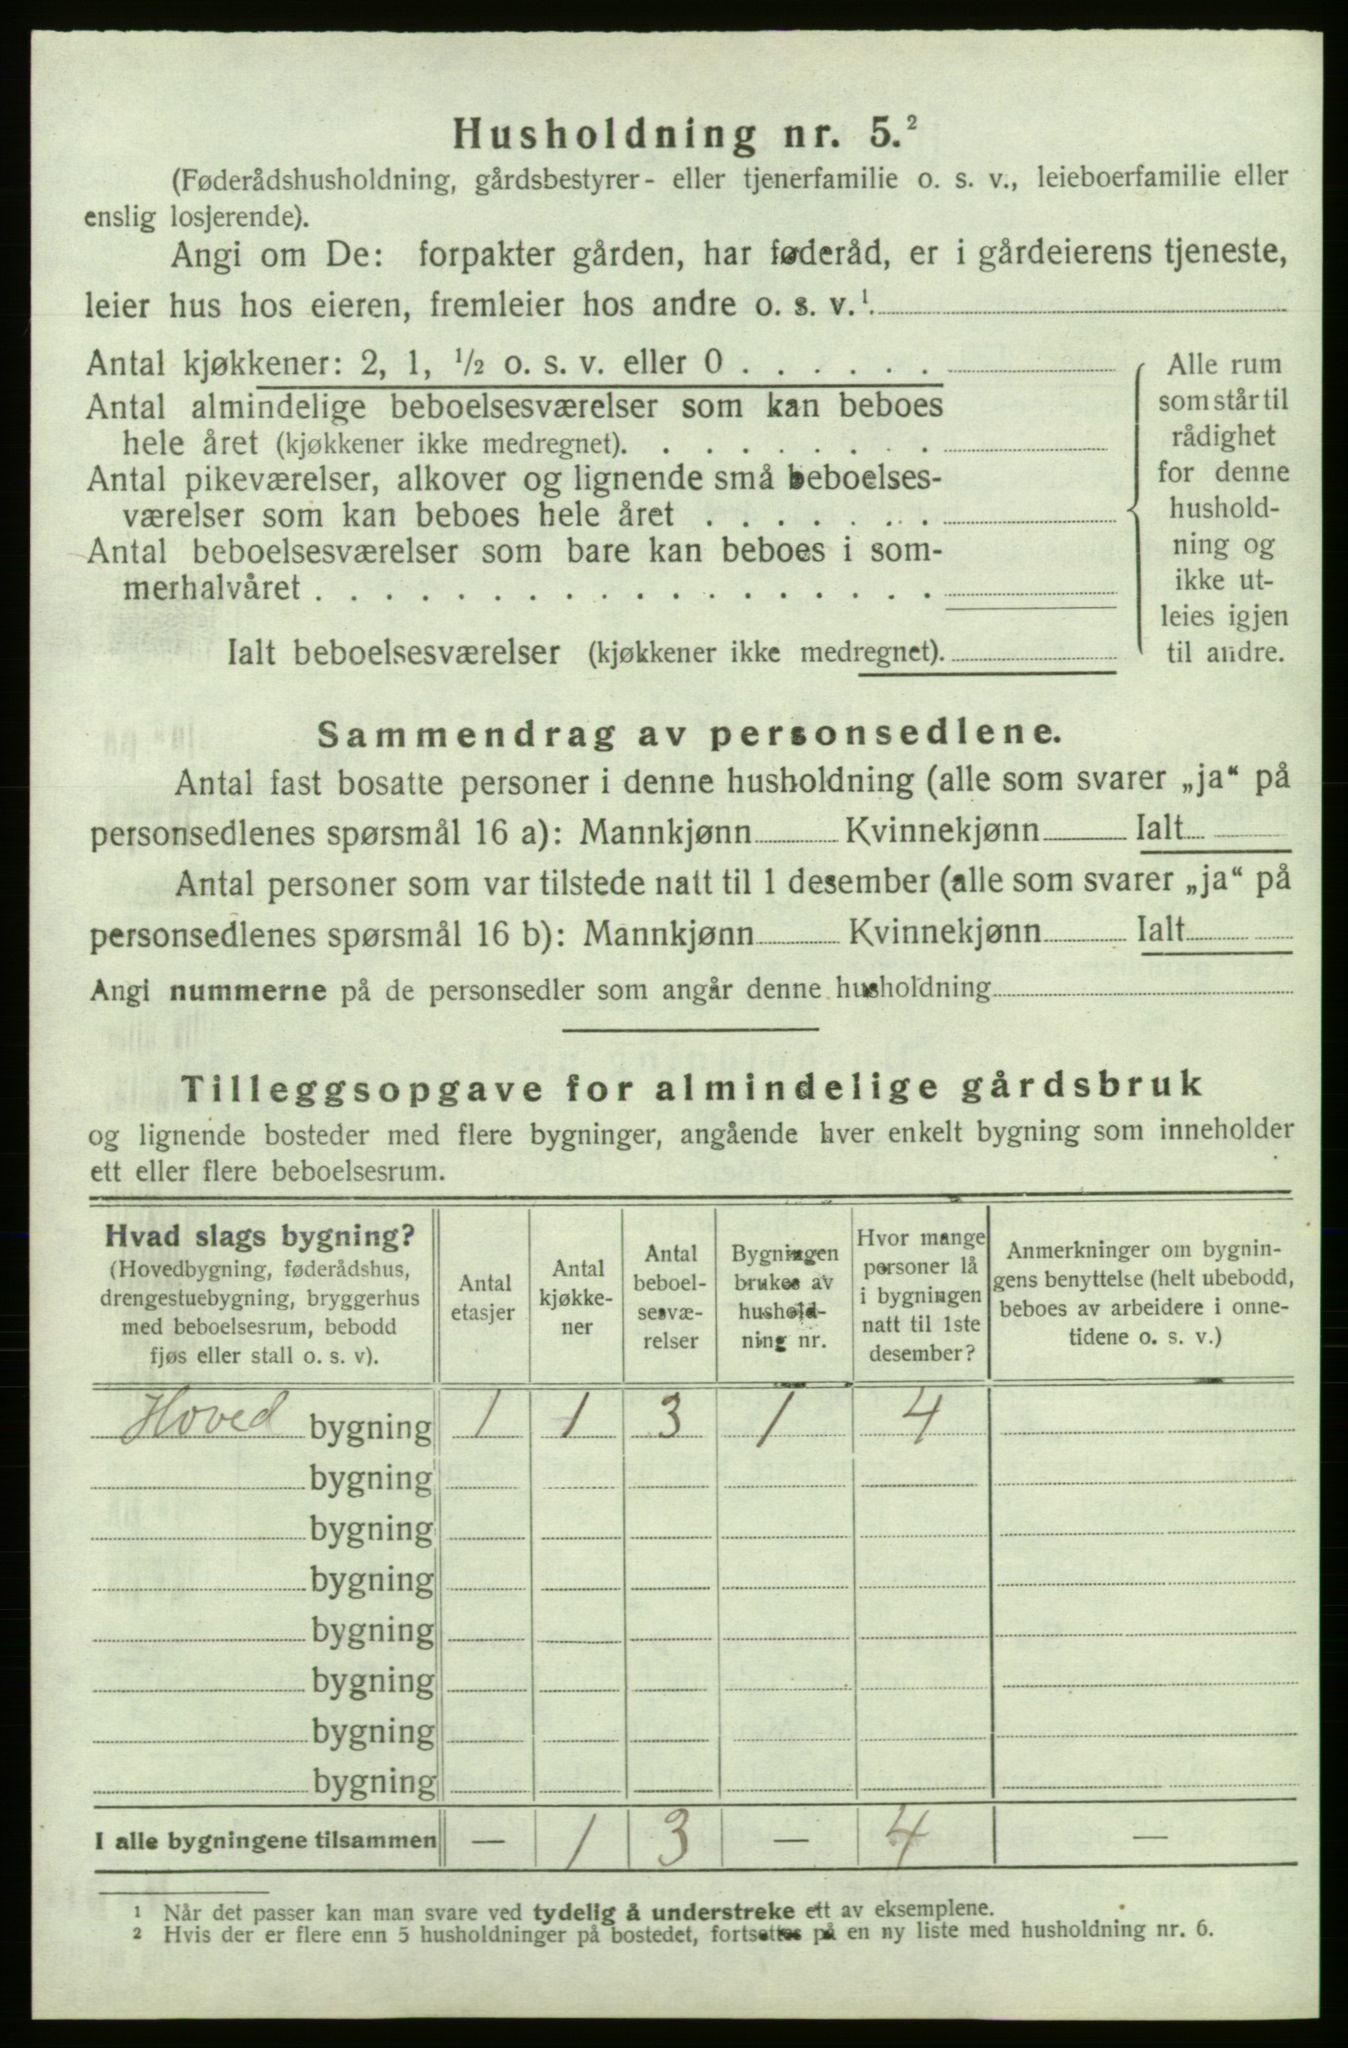 Husholdning nr. 5.²
(Føderådshusholdning, gårdsbestyrer- eller tjenerfamilie o. s. v., leieboerfamilie eller
enslig losjerende).
Angi om De: forpakter gården, har føderåd, er i gårdeierens tjeneste,
leier hus hos eieren, fremleier hos andre o. s. v.¹
Antal kjøkkener: 2, 1, ½ o. s. v. eller 0 . . . . . .
Antal almindelige beboelsesværelser som kan beboes
hele året (kjøkkener ikke medregnet). . . . . . . . .
Antal pikeværelser, alkover og lignende små beboelses-
værelser som kan beboes hele året . . . . . . .
Antal beboelsesværelser som bare kan beboes i som-
merhalvåret . . . . . . . . . . . . . . . . . .
Ialt beboelsesværelser (kjøkkener ikke medregnet).
Alle rum
som står til
rådighet
for denne
hushold-
ning og
ikke ut-
leies igjen
til andre.
Sammendrag av personsedlene.
Antal fast bosatte personer i denne husholdning (alle som svarer „ja“ på
personsedlenes spørsmål 16 a): Mannkjønn Kvinnekjønn Ialt
Antal personer som var tilstede natt til 1 desember (alle som svarer „ja“ på
personsedlenes spørsmål 16 b): Mannkjønn Kvinnekjønn Ialt
Angi nummerne på de personsedler som angår denne husholdning
Tilleggsopgave for almindelige gårdsbruk
og lignende bosteder med flere bygninger, angående hver enkelt bygning som inneholder
ett eller flere beboelsesrum.
Hvad slags bygning?
(Hovedbygning, føderådshus,
drengestuebygning, bryggerhus
med beboelsesrum, bebodd
fjøs eller stall o. s. v).
Antal
etasjer
Antal
kjøkke-
ner
Antal
beboel-
sesvæ-
relser
Bygningen
brukes av
hushold-
ning nr.
Hvor mange
personer lå
i bygningen
natt til 1ste
desember?
Anmerkninger om bygnin-
gens benyttelse (helt ubebodd,
beboes av arbeidere i onne-
tidene o. s. v.)
Hoved bygning 1 1 3 1 4
bygning
bygning
bygning
bygning
bygning
bygning
bygning
I alle bygningene tilsammen — 1 3 — 4 —
1 Når det passer kan man svare ved tydelig å understreke ett av eksemplene.
2 Hvis der er flere enn 5 husholdninger på bostedet, fortsettes på en ny liste med husholdning nr. 6.